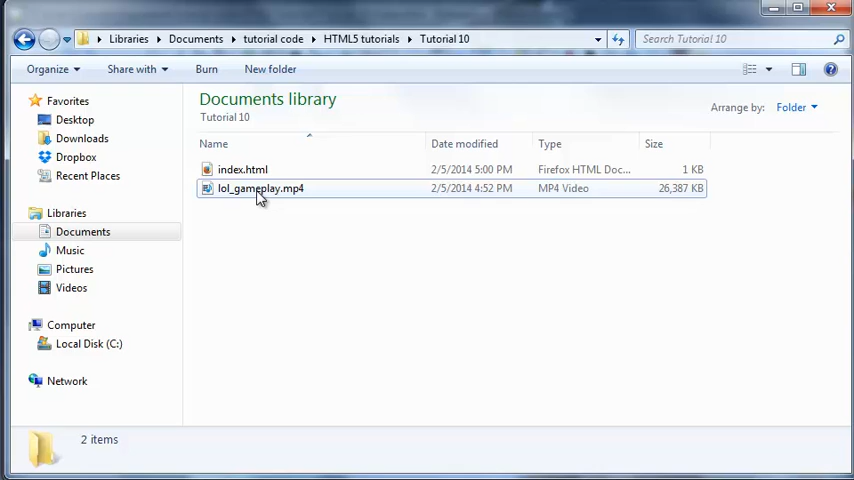 Libraries Documents tutorial code HTML5 tutorials Tutorial 10 Search Tutorial 10
Organize Share with Burn New folder
Favorites
Desktop
Downloads
Dropbox
Recent Places
Libraries
Documents
Music
Pictures
Videos
Computer
Local Disk (C:)
Network
Documents library
Tutorial 10
Arrange by: Folder
Name Date modified Type Size
index.html 2/5/2014 5:00 PM Firefox HTML Doc... 1 KB
lol_gameplay.mp4 2/5/2014 4:52 PM MP4 Video 26,387 KB
2 items